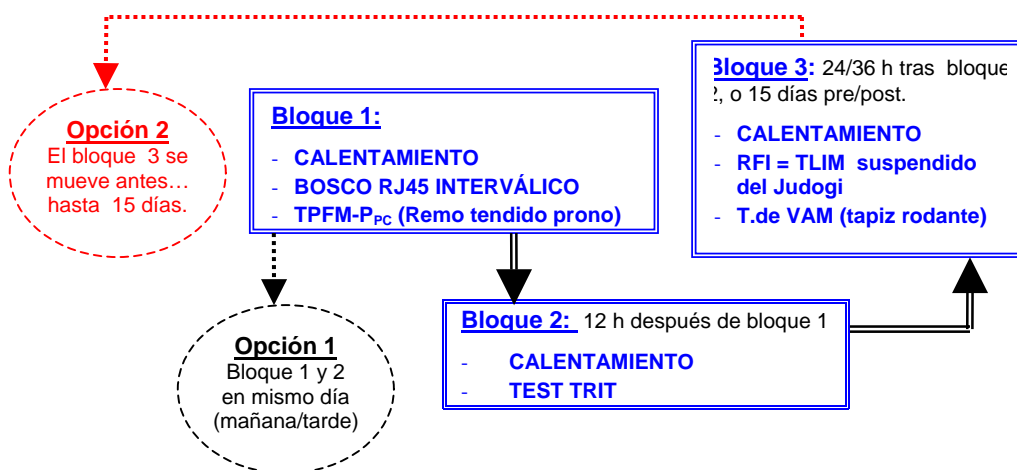 Opción 2
El bloque 3 se
mueve antes…
hasta 15 días.
Bloque 1:
- CALENTAMIENTO
- BOSCO RJ45 INTERVÁLICO
- TPFM-PPC (Remo tendido prono)
Bloque 3: 24/36 h tras bloque
2, o 15 días pre/post.
- CALENTAMIENTO
- RFI = TLIM suspendido
del Judogi
- T.de VAM (tapiz rodante)
Opción 1
Bloque 1 y 2
en mismo día
(mañana/tarde)
Bloque 2: 12 h después de bloque 1
- CALENTAMIENTO
- TEST TRIT